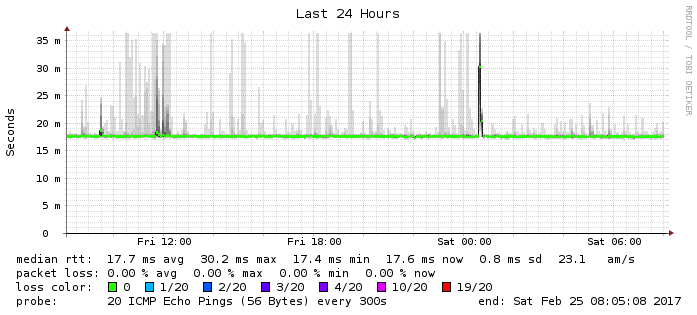 Last 24 Hours
RRDTOOL / TOBI OETIKER
Seconds
35 m
30 m
25 m
20 m
15 m
10 m
5 m
0
Fri 12:00 Fri 18:00 Sat 00:00 Sat 06:00
median rtt: 17.7 ms avg 30.2 ms max 17.4 ms min 17.6 ms now 0.8 ms sd 23.1 am/s
packet loss: 0.00 % avg 0.00 % max 0.00 % min 0.00 % now
loss color: 0 1/20 2/20 3/20 4/20 10/20 19/20
probe: 20 ICMP Echo Pings (56 Bytes) every 300s end: Sat Feb 25 08:05:08 2017